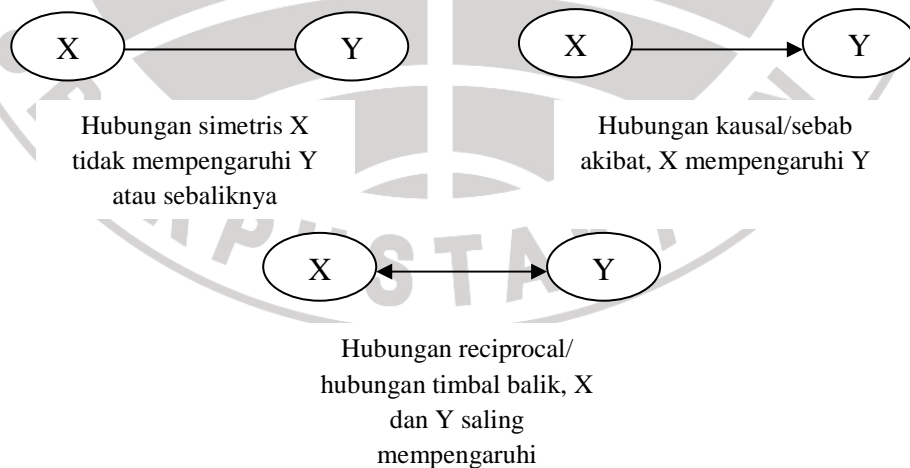 X Y
Hubungan simetris X
tidak mempengaruhi Y
atau sebaliknya
X Y
Hubungan kausal/sebab
akibat, X mempengaruhi Y
X Y
Hubungan reciprocal/
hubungan timbal balik, X
dan Y saling
mempengaruhi